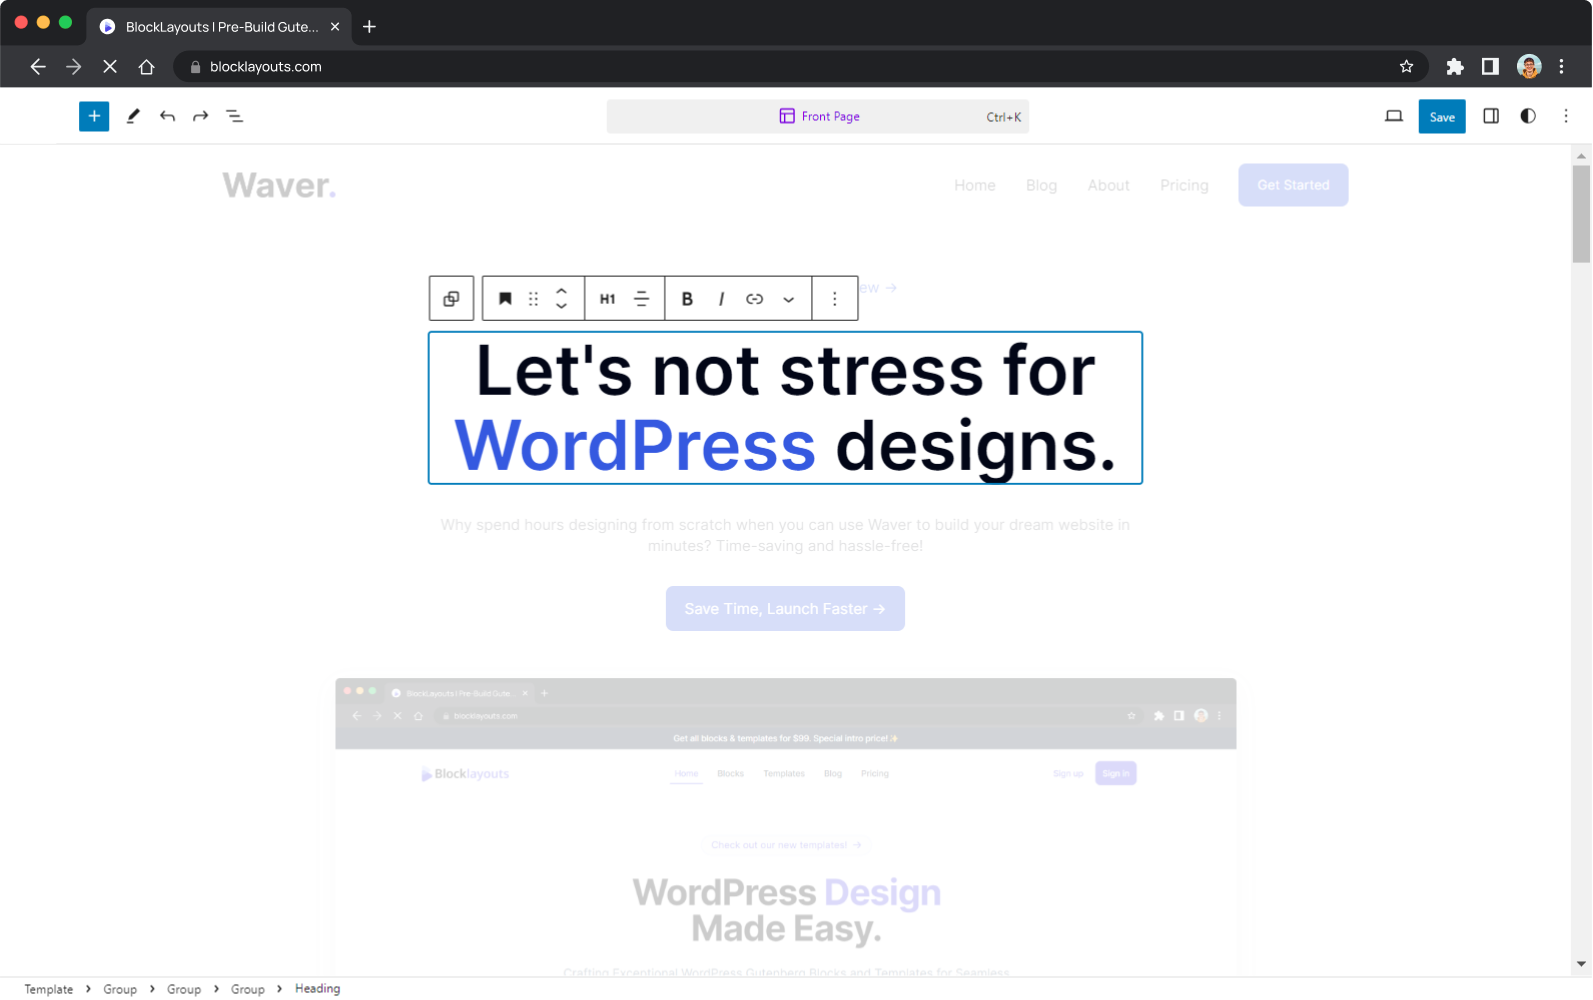 BlockLayouts | Pre-Build Gute...
blocklayouts.com
Front Page
Ctrl+K
Save
Waver.
Home Blog About Pricing Get Started
ew →
H1 B I
Let's not stress for
WordPress designs.
Why spend hours designing from scratch when you can use Waver to build your dream website in
minutes? Time-saving and hassle-free!
Save Time, Launch Faster →
BlockLayouts | Pre-Build Gute...
blocklayouts.com
Get all blocks & templates for $99. Special intro price!✨
Blocklayouts
Home Blocks Templates Blog Pricing
Sign up Sign in
Check out our new templates! →
WordPress Design
Made Easy.
Crafting Exceptional WordPress Gutenberg Blocks and Templates for Seamless
Template > Group > Group > Group > Heading